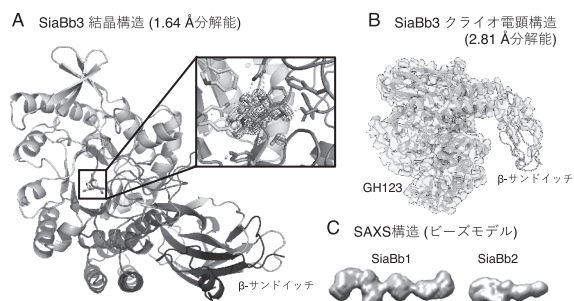 A SiaBb3 結晶構造 (1.64 Å分解能)
β-サンドイッチ
B SiaBb3 クライオ電顕構造
(2.81 Å分解能)
GH123
β-サンドイッチ
C SAXS構造 (ビーズモデル)
SiaBb1 SiaBb2